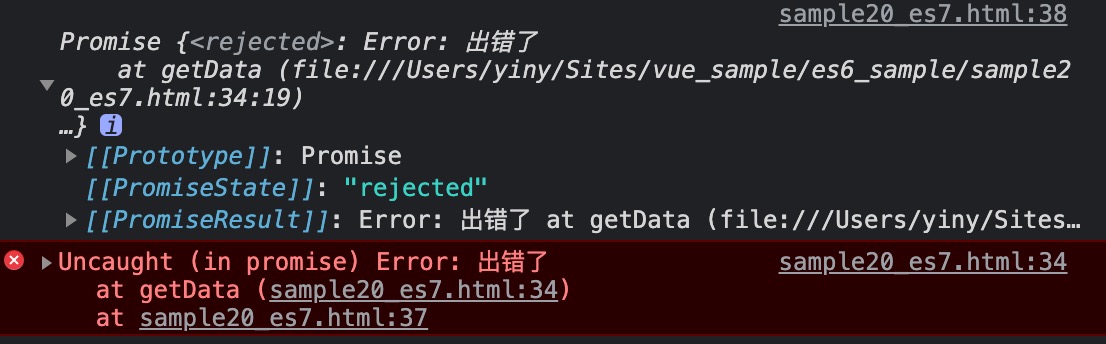 sample20_es7.html:38
Promise {<rejected>: Error: 出错了
at getData (file:///Users/yiny/Sites/vue_sample/es6_sample/sample2
0_es7.html:34:19)
…} i
[[Prototype]]: Promise
[[PromiseState]]: "rejected"
[[PromiseResult]]: Error: 出错了 at getData (file:///Users/yiny/Sites…
Uncaught (in promise) Error: 出错了 sample20_es7.html:34
at getData (sample20_es7.html:34)
at sample20_es7.html:37